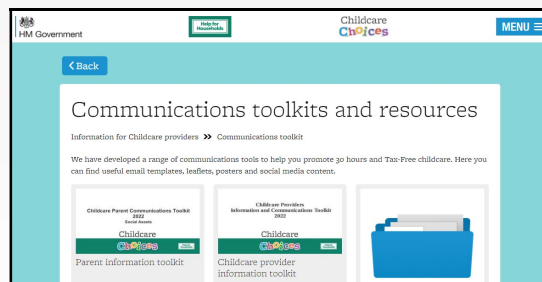 HM Government
Help for
Households
Childcare
Choices
MENU
Back
Communications toolkits and resources
Information for Childcare providers » Communications toolkit
We have developed a range of communications tools to help you promote 30 hours and Tax-Free childcare. Here you
can find useful email templates, leaflets, posters and social media content.
Childcare Parent Communications Toolkit
2022
Social Assets
Childcare
Choices
Parent information toolkit
Childcare Providers
Information and Communications Toolkit
2022
Childcare
Choices
Childcare provider
information toolkit